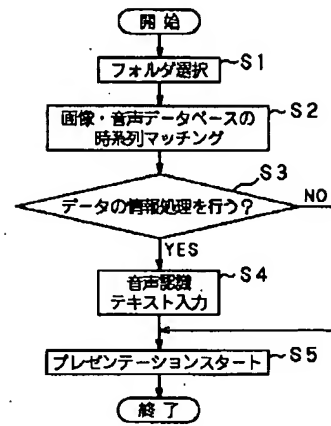 開始
フォルダ選択
S1
画像・音声データベースの
時系列マッチング
S2
データの情報処理を行う?
S3
NO
YES
音声認識
テキスト入力
S4
プレゼンテーションスタート
S5
終了